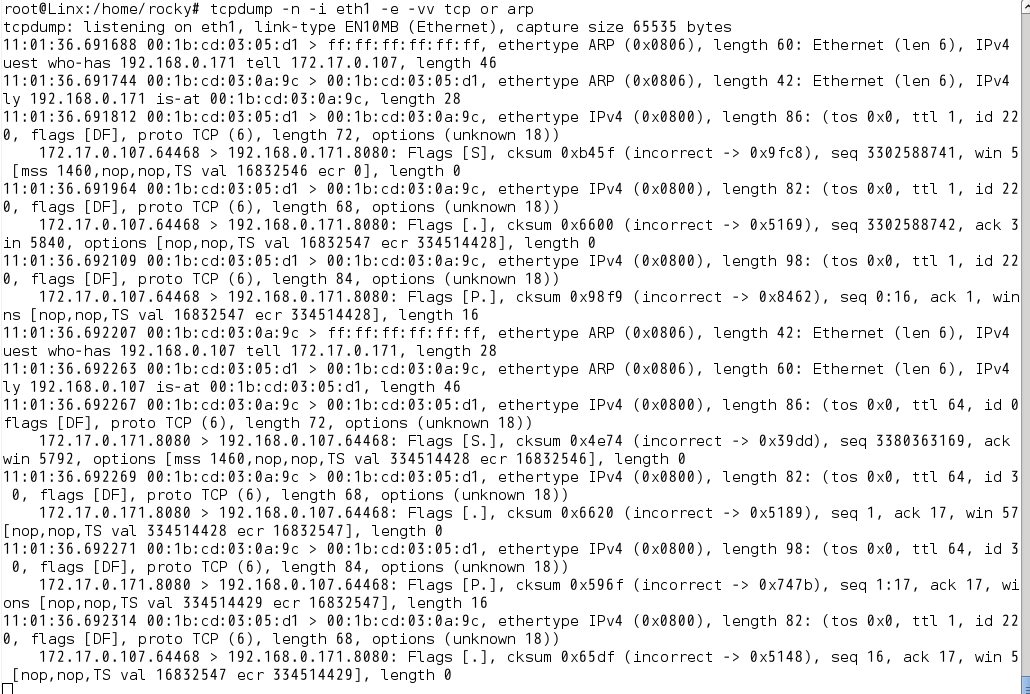 root@Linx:/home/rocky# tcpdump -n -i eth1 -e -vv tcp or arp
tcpdump: listening on eth1, link-type EN10MB (Ethernet), capture size 65535 bytes
11:01:36.691688 00:1b:cd:03:05:d1 > ff:ff:ff:ff:ff:ff, ethertype ARP (0x0806), length 60: Ethernet (len 6), IPv4
uest who-has 192.168.0.171 tell 172.17.0.107, length 46
11:01:36.691744 00:1b:cd:03:0a:9c > 00:1b:cd:03:05:d1, ethertype ARP (0x0806), length 42: Ethernet (len 6), IPv4
ly 192.168.0.171 is-at 00:1b:cd:03:0a:9c, length 28
11:01:36.691812 00:1b:cd:03:05:d1 > 00:1b:cd:03:0a:9c, ethertype IPv4 (0x0800), length 86: (tos 0x0, ttl 1, id 22
0, flags [DF], proto TCP (6), length 72, options (unknown 18))
    172.17.0.107.64468 > 192.168.0.171.8080: Flags [S], cksum 0xb45f (incorrect -> 0x9fc8), seq 3302588741, win 5
 [mss 1460,nop,nop,TS val 16832546 ecr 0], length 0
11:01:36.691964 00:1b:cd:03:05:d1 > 00:1b:cd:03:0a:9c, ethertype IPv4 (0x0800), length 82: (tos 0x0, ttl 1, id 22
0, flags [DF], proto TCP (6), length 68, options (unknown 18))
    172.17.0.107.64468 > 192.168.0.171.8080: Flags [.], cksum 0x6600 (incorrect -> 0x5169), seq 3302588742, ack 3
in 5840, options [nop,nop,TS val 16832547 ecr 334514428], length 0
11:01:36.692109 00:1b:cd:03:05:d1 > 00:1b:cd:03:0a:9c, ethertype IPv4 (0x0800), length 98: (tos 0x0, ttl 1, id 22
0, flags [DF], proto TCP (6), length 84, options (unknown 18))
    172.17.0.107.64468 > 192.168.0.171.8080: Flags [P.], cksum 0x98f9 (incorrect -> 0x8462), seq 0:16, ack 1, win
ns [nop,nop,TS val 16832547 ecr 334514428], length 16
11:01:36.692207 00:1b:cd:03:0a:9c > ff:ff:ff:ff:ff:ff, ethertype ARP (0x0806), length 42: Ethernet (len 6), IPv4
uest who-has 192.168.0.107 tell 172.17.0.171, length 28
11:01:36.692263 00:1b:cd:03:05:d1 > 00:1b:cd:03:0a:9c, ethertype ARP (0x0806), length 60: Ethernet (len 6), IPv4
ly 192.168.0.107 is-at 00:1b:cd:03:05:d1, length 46
11:01:36.692267 00:1b:cd:03:0a:9c > 00:1b:cd:03:05:d1, ethertype IPv4 (0x0800), length 86: (tos 0x0, ttl 64, id 0
flags [DF], proto TCP (6), length 72, options (unknown 18))
    172.17.0.171.8080 > 192.168.0.107.64468: Flags [S.], cksum 0x4e74 (incorrect -> 0x39dd), seq 3380363169, ack
win 5792, options [mss 1460,nop,nop,TS val 334514428 ecr 16832546], length 0
11:01:36.692269 00:1b:cd:03:0a:9c > 00:1b:cd:03:05:d1, ethertype IPv4 (0x0800), length 82: (tos 0x0, ttl 64, id 3
 0, flags [DF], proto TCP (6), length 68, options (unknown 18))
    172.17.0.171.8080 > 192.168.0.107.64468: Flags [.], cksum 0x6620 (incorrect -> 0x5189), seq 1, ack 17, win 57
[nop,nop,TS val 334514428 ecr 16832547], length 0
11:01:36.692271 00:1b:cd:03:0a:9c > 00:1b:cd:03:05:d1, ethertype IPv4 (0x0800), length 98: (tos 0x0, ttl 64, id 3
 0, flags [DF], proto TCP (6), length 84, options (unknown 18))
    172.17.0.171.8080 > 192.168.0.107.64468: Flags [P.], cksum 0x596f (incorrect -> 0x747b), seq 1:17, ack 17, wi
ons [nop,nop,TS val 334514429 ecr 16832547], length 16
11:01:36.692314 00:1b:cd:03:05:d1 > 00:1b:cd:03:0a:9c, ethertype IPv4 (0x0800), length 82: (tos 0x0, ttl 1, id 22
0, flags [DF], proto TCP (6), length 68, options (unknown 18))
    172.17.0.107.64468 > 192.168.0.171.8080: Flags [.], cksum 0x65df (incorrect -> 0x5148), seq 16, ack 17, win 5
 [nop,nop,TS val 16832547 ecr 334514429], length 0